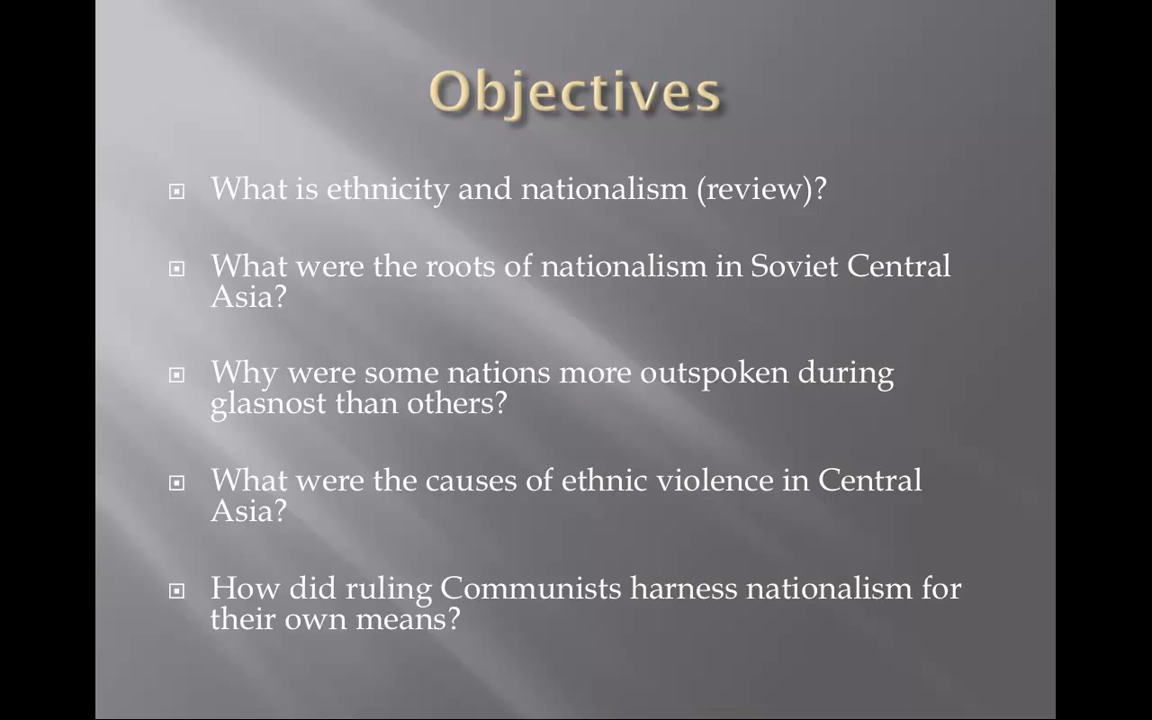 Objectives
What is ethnicity and nationalism (review)?
What were the roots of nationalism in Soviet Central
Asia?
Why were some nations more outspoken during
glasnost than others?
What were the causes of ethnic violence in Central
Asia?
How did ruling Communists harness nationalism for
their own means?